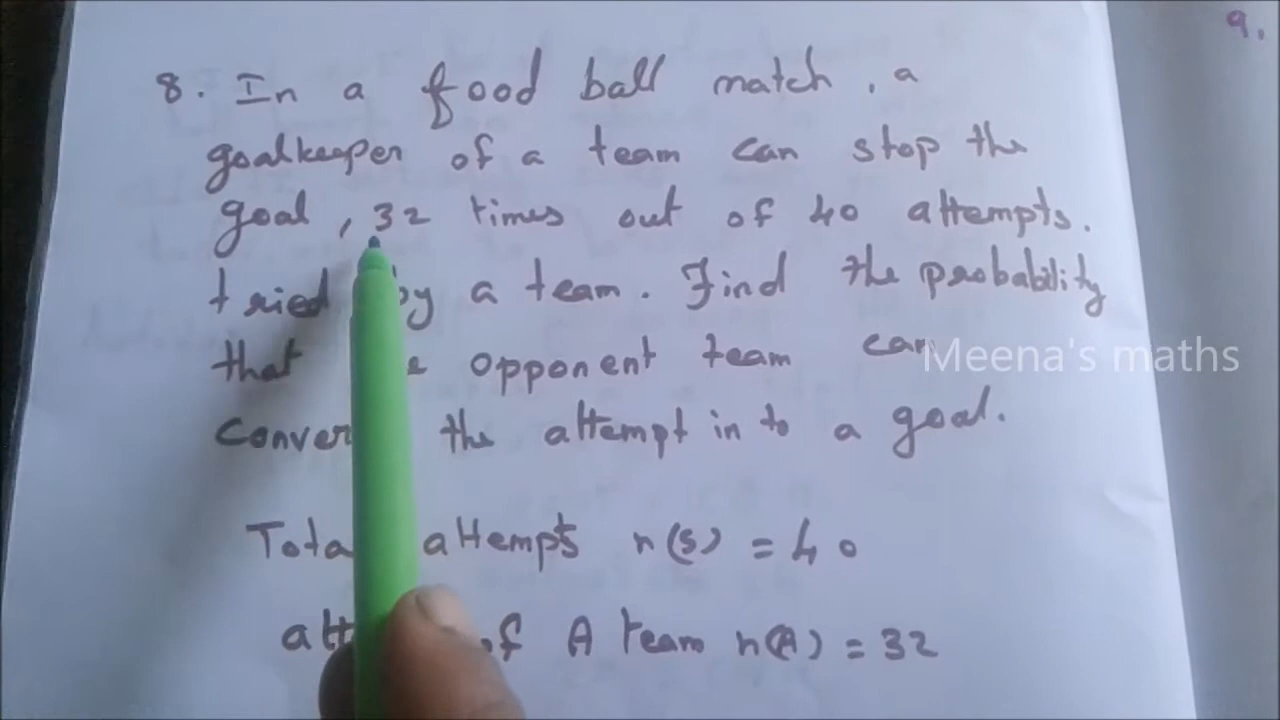 9.
8. In a food ball match, a
goalkeeper of a team can stop the
goal, 32 times out of 40 attempts.
tried by a team. Find the probability
that opponent team can
the attempt in to a goal.
attempts n(s) = 40
of A team n(A) = 32
Meena's maths